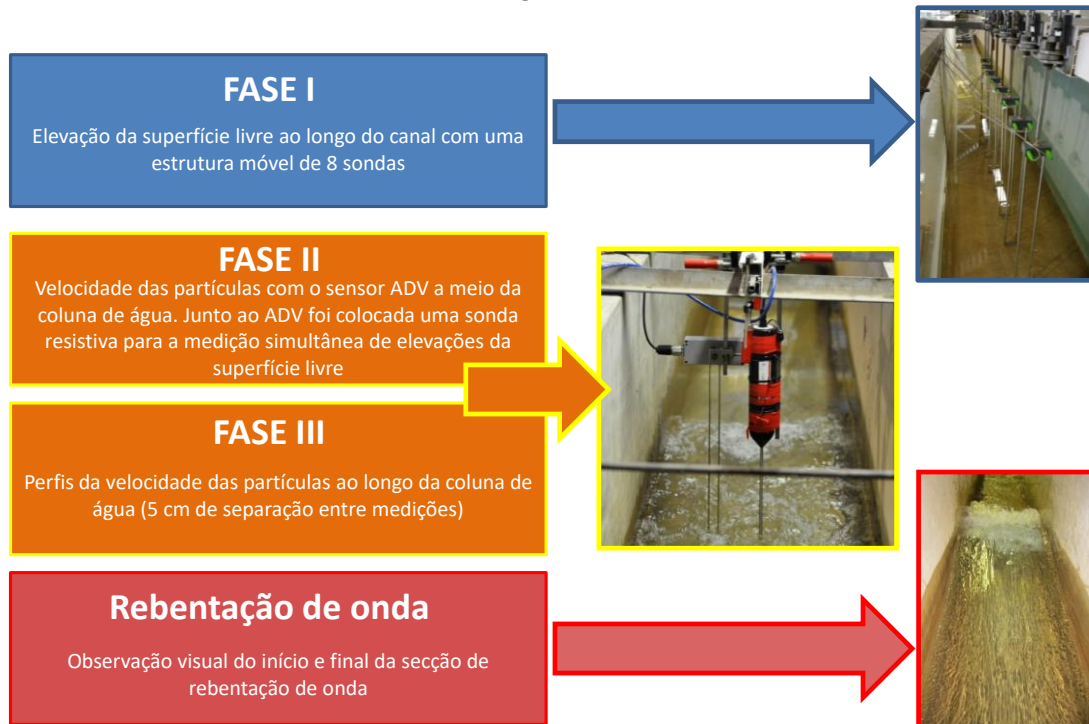 FASE I
Elevação da superfície livre ao longo do canal com uma
estrutura móvel de 8 sondas
FASE II
Velocidade das partículas com o sensor ADV a meio da
coluna de água. Junto ao ADV foi colocada uma sonda
resistiva para a medição simultânea de elevações da
superfície livre
FASE III
Perfis da velocidade das partículas ao longo da coluna de
água (5 cm de separação entre medições)
Rebentação de onda
Observação visual do início e final da secção de
rebentação de onda